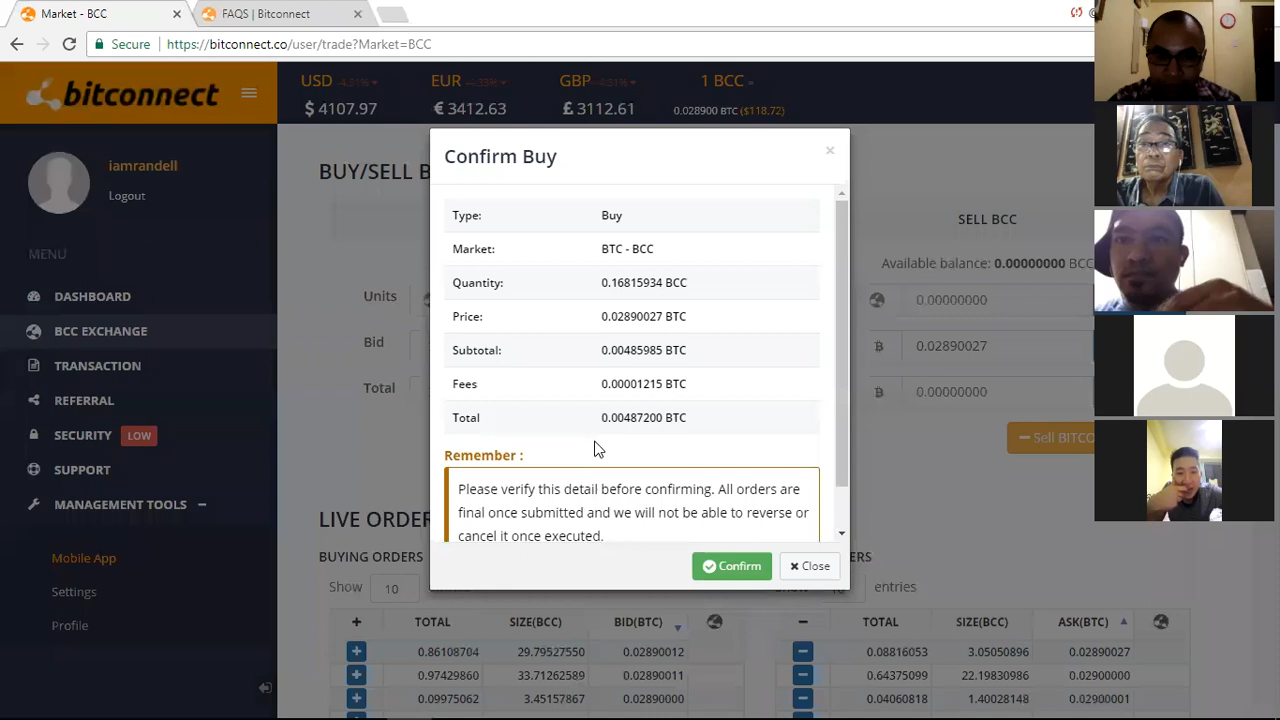 Market - BCC
FAQS | Bitconnect
Secure https://bitconnect.co/user/trade?Market=BCC
bitconnect
USD -4.31% EUR -4.33% GBP -4.31% 1 BCC =
$ 4107.97 € 3412.63 £ 3112.61 0.028900 BTC ($118.72)
iamrandell
Logout
MENU
DASHBOARD
BCC EXCHANGE
TRANSACTION
REFERRAL
SECURITY LOW
SUPPORT
MANAGEMENT TOOLS
Mobile App
Settings
Profile
BUY/SELL B
Units
Bid
Total
SELL BCC
Available balance: 0.00000000 BCC
0.00000000
0.02890027
0.00000000
Sell BITCO
Confirm Buy
Type: Buy
Market: BTC - BCC
Quantity: 0.16815934 BCC
Price: 0.02890027 BTC
Subtotal: 0.00485985 BTC
Fees 0.00001215 BTC
Total 0.00487200 BTC
Remember :
Please verify this detail before confirming. All orders are
final once submitted and we will not be able to reverse or
cancel it once executed.
Confirm Close
LIVE ORDER
BUYING ORDERS
Show 10
ERS
entries
TOTAL SIZE(BCC) BID(BTC)
0.86108704 29.79527550 0.02890012
0.97429860 33.71262589 0.02890011
0.09975062 3.45157867 0.02890000
TOTAL SIZE(BCC) ASK(BTC)
0.08816053 3.05050896 0.02890027
0.64375099 22.19830986 0.02900000
0.04060818 1.40028148 0.02900001